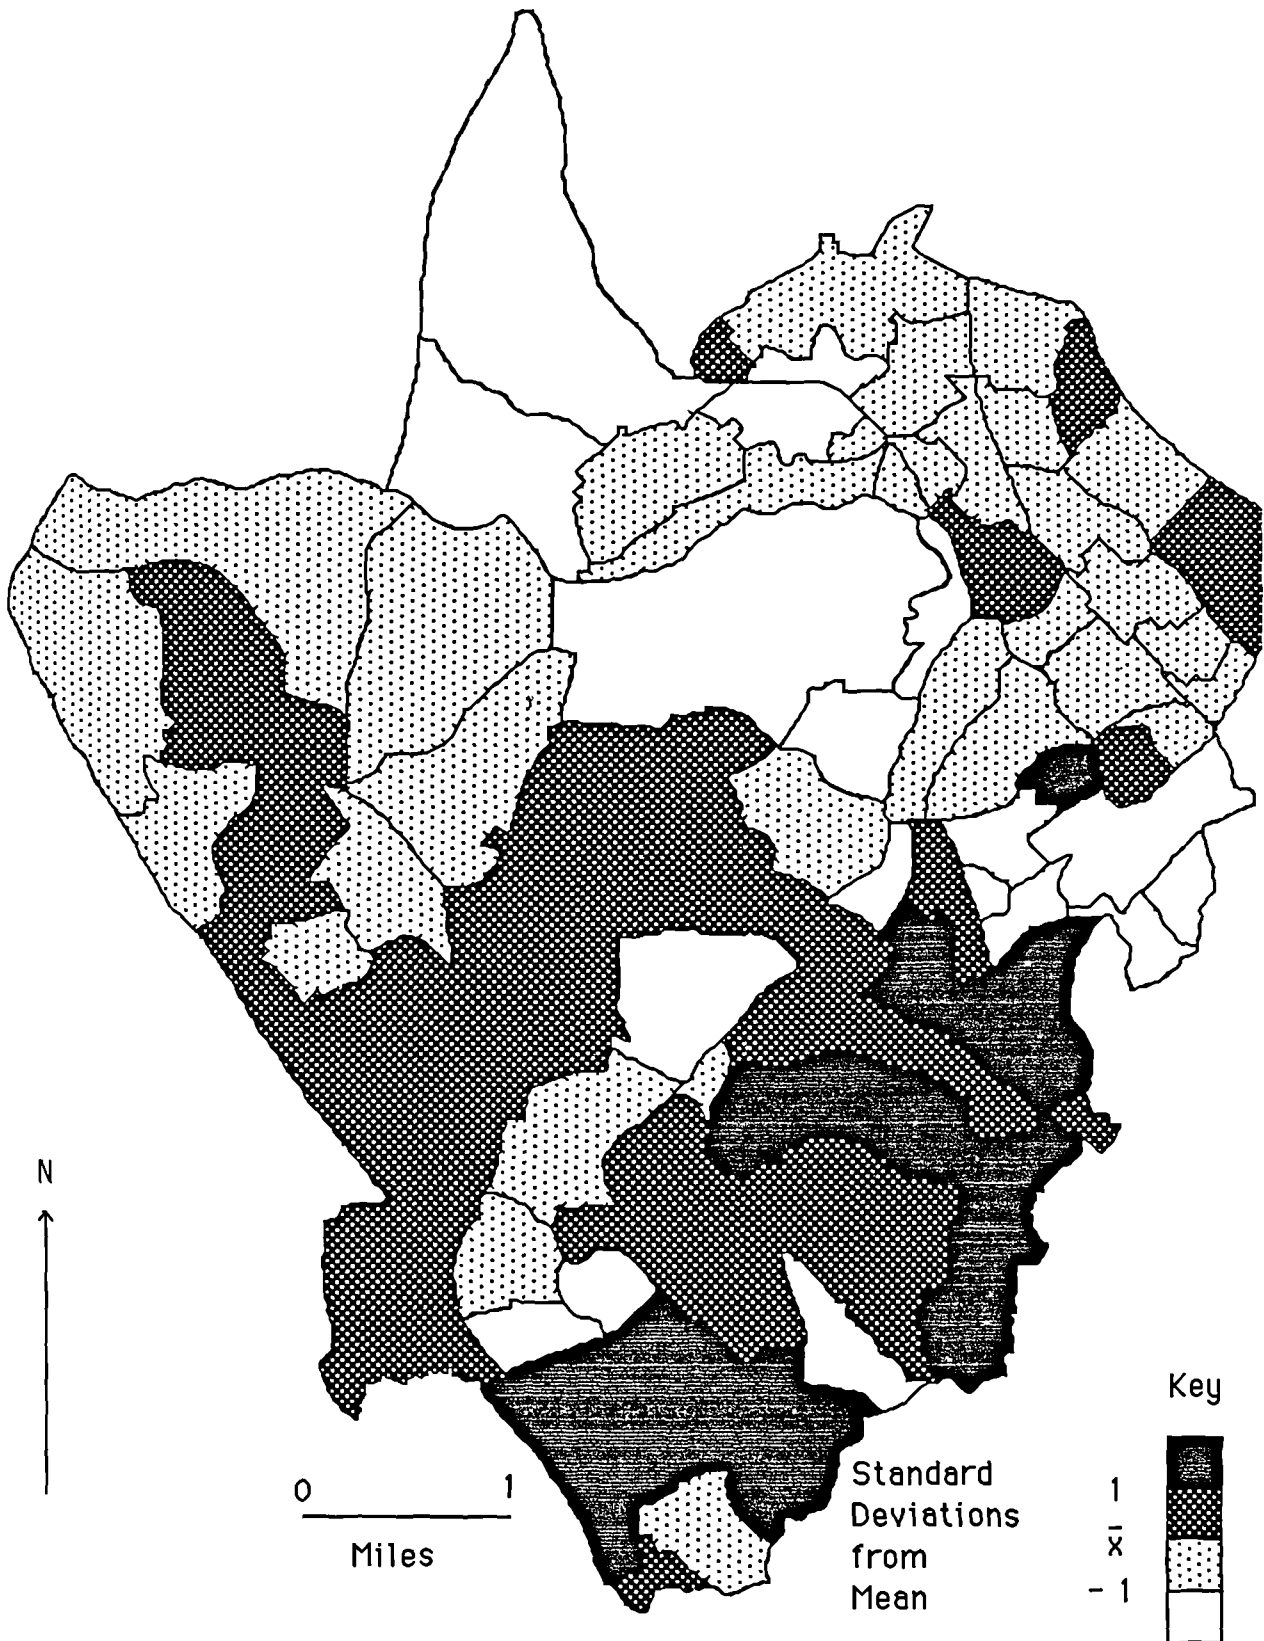 N
0 1
Miles
Key
Standard
Deviations
from
Mean
1
x̄
- 1